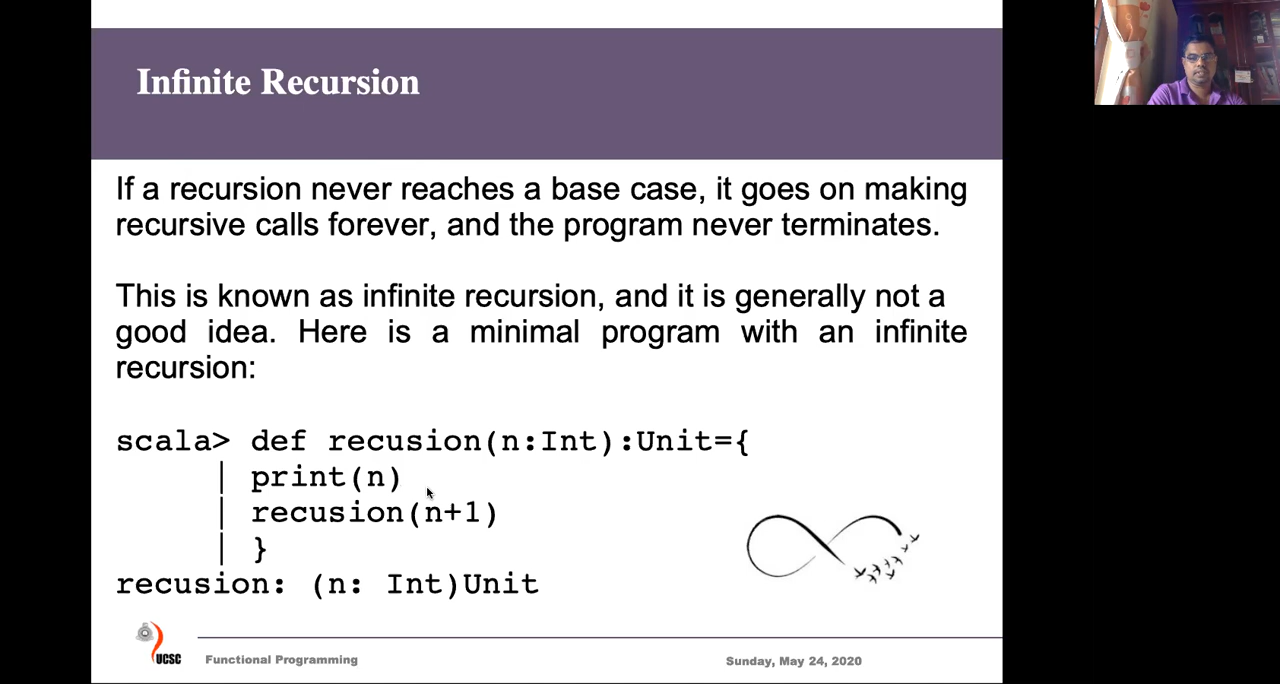 Infinite Recursion
If a recursion never reaches a base case, it goes on making
recursive calls forever, and the program never terminates.
This is known as infinite recursion, and it is generally not a
good idea. Here is a minimal program with an infinite
recursion:
scala> def recusion(n:Int):Unit={
| print(n)
| recusion(n+1)
| }
recusion: (n: Int)Unit
UCSC
Functional Programming
Sunday, May 24, 2020